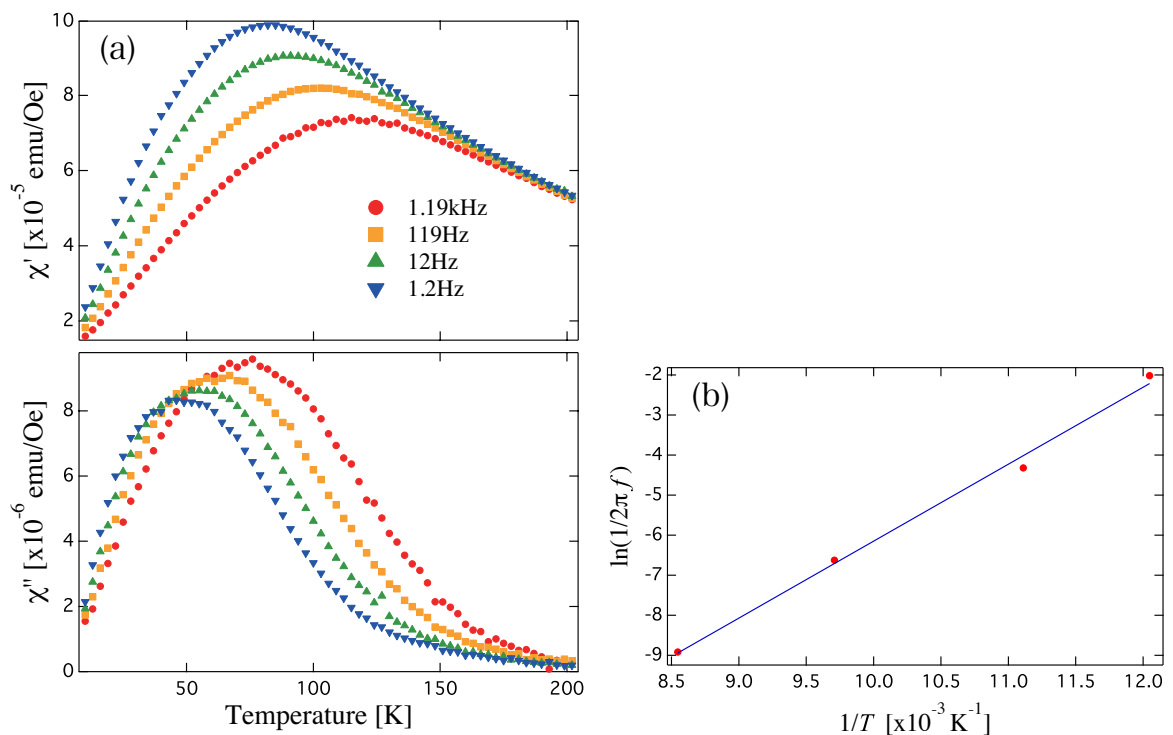 (a)
χ' [x10⁻⁵ emu/Oe]
10
8
6
4
2
1.19kHz
119Hz
12Hz
1.2Hz
χ" [x10⁻⁶ emu/Oe]
8
6
4
2
0
50 100 150 200
Temperature [K]
(b)
ln(1/2π f)
-2
-3
-4
-5
-6
-7
-8
-9
8.5 9.0 9.5 10.0 10.5 11.0 11.5 12.0
1/T [x10⁻³ K⁻¹]